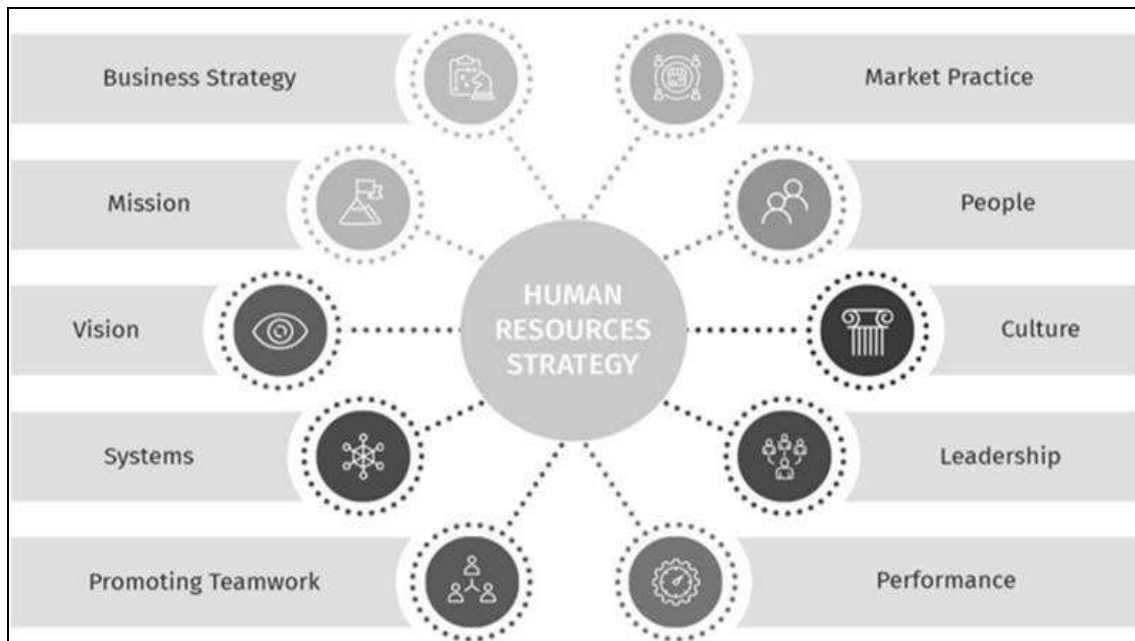 Business Strategy
Market Practice
Mission
People
HUMAN
RESOURCES
STRATEGY
Vision
Culture
Systems
Leadership
Promoting Teamwork
Performance